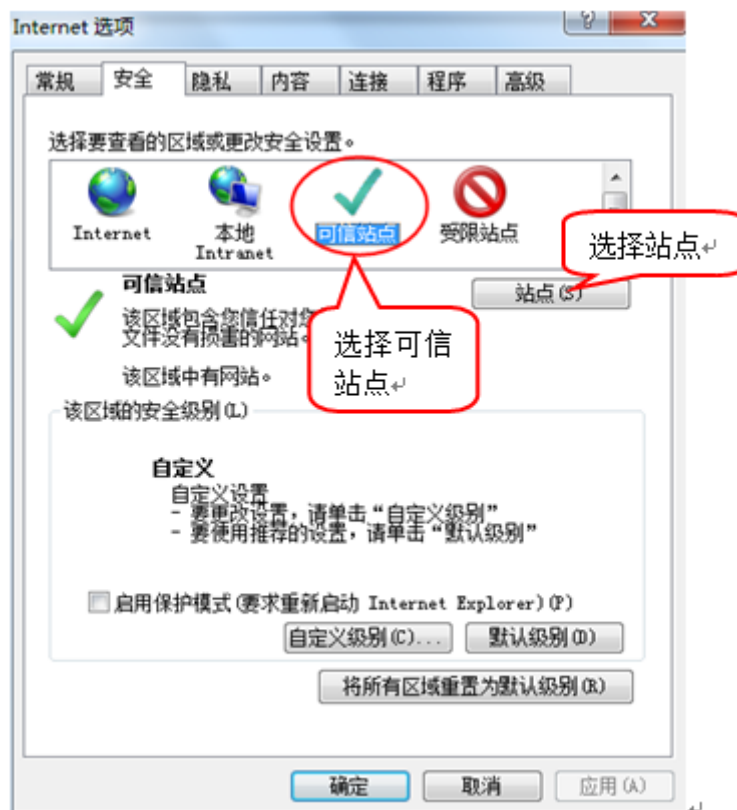 Internet 选项
常规 安全 隐私 内容 连接 程序 高级
选择要查看的区域或更改安全设置。
Internet
本地
Intranet
可信站点
受限站点
选择站点
可信站点
站点(S)
该区域包含您信任对您
文件没有损害的网站。
选择可信
站点
该区域中有网站。
该区域的安全级别(L)
自定义
自定义设置
- 要更改设置，请单击“自定义级别”
- 要使用推荐的设置，请单击“默认级别”
启用保护模式(要求重新启动 Internet Explorer)(P)
自定义级别(C)... 默认级别(D)
将所有区域重置为默认级别(R)
确定 取消 应用(A)